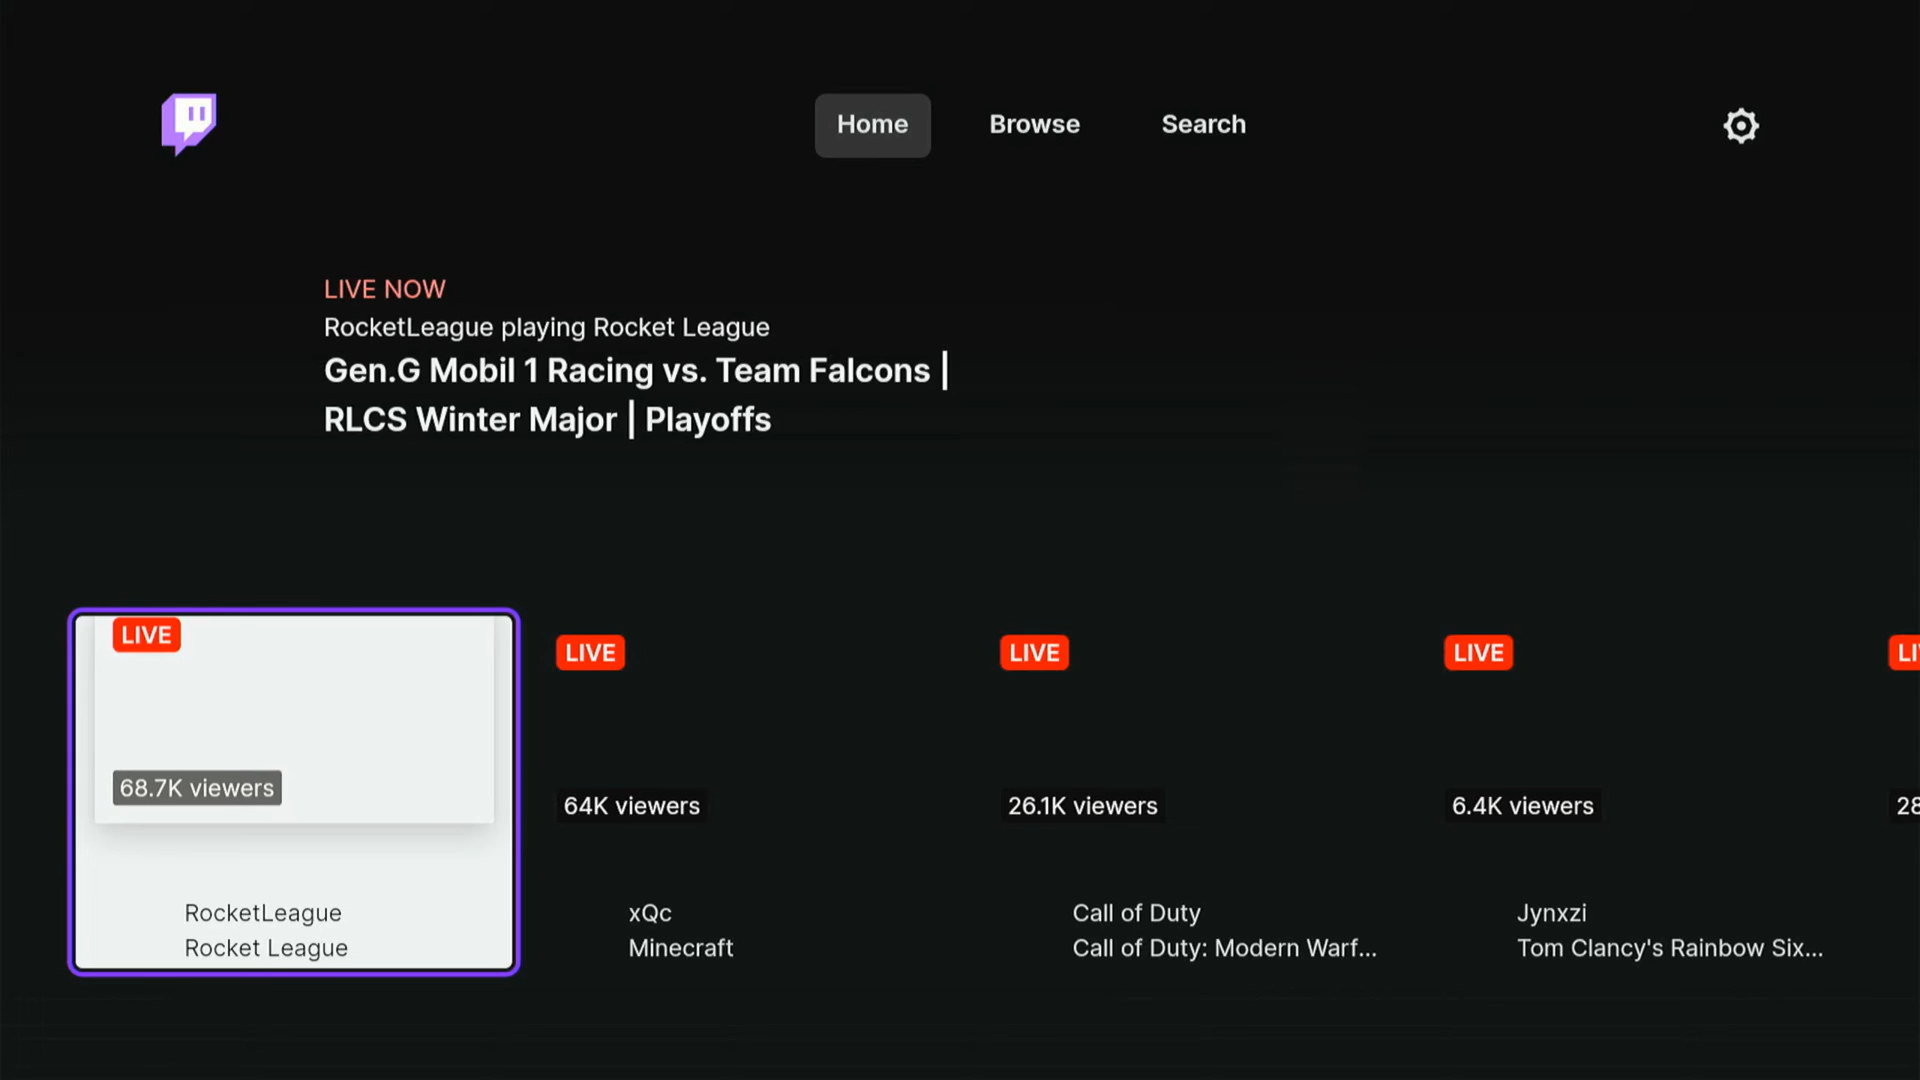 Home Browse Search
LIVE NOW
RocketLeague playing Rocket League
Gen.G Mobil 1 Racing vs. Team Falcons |
RLCS Winter Major | Playoffs
LIVE
68.7K viewers
RocketLeague
Rocket League
LIVE
64K viewers
xQc
Minecraft
LIVE
26.1K viewers
Call of Duty
Call of Duty: Modern Warf...
LIVE
6.4K viewers
Jynxzi
Tom Clancy's Rainbow Six...